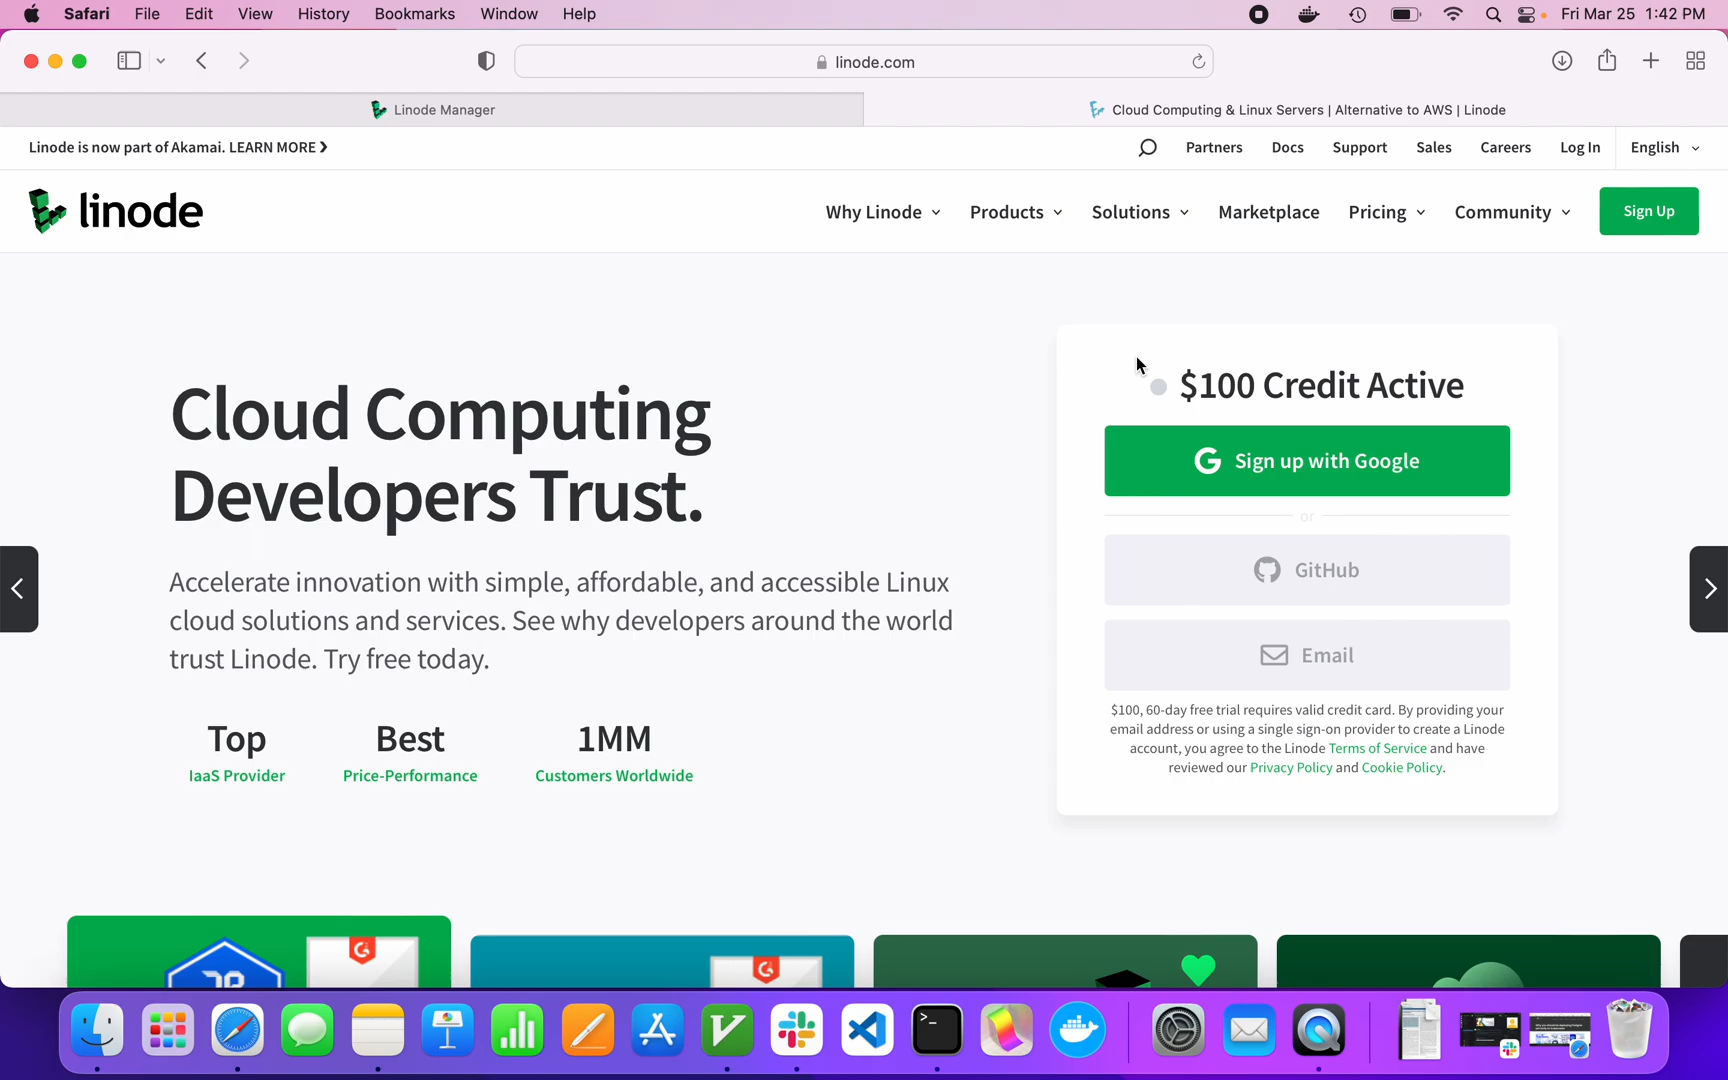 Safari File Edit View History Bookmarks Window Help Fri Mar 25 1:42 PM
linode.com
Linode Manager
Cloud Computing & Linux Servers | Alternative to AWS | Linode
Linode is now part of Akamai. LEARN MORE ❯
Partners Docs Support Sales Careers Log In English
linode
Why Linode Products Solutions Marketplace Pricing Community Sign Up
Cloud Computing
Developers Trust.
Accelerate innovation with simple, affordable, and accessible Linux
cloud solutions and services. See why developers around the world
trust Linode. Try free today.
Top
IaaS Provider
Best
Price-Performance
1MM
Customers Worldwide
$100 Credit Active
Sign up with Google
or
GitHub
Email
$100, 60-day free trial requires valid credit card. By providing your
email address or using a single sign-on provider to create a Linode
account, you agree to the Linode Terms of Service and have
reviewed our Privacy Policy and Cookie Policy.